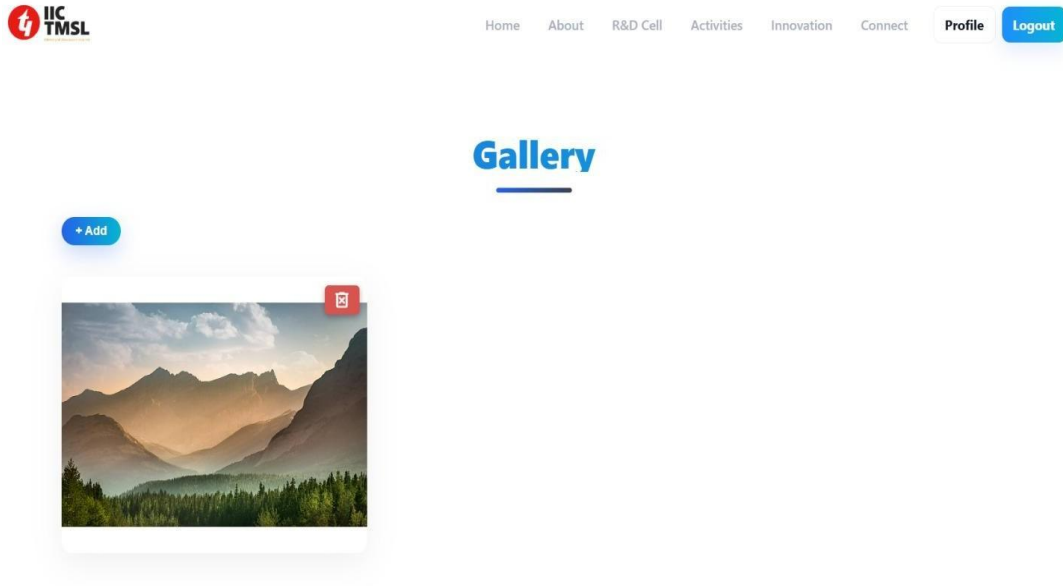 IIC
TMSL
Home About R&D Cell Activities Innovation Connect Profile Logout
Gallery
+ Add